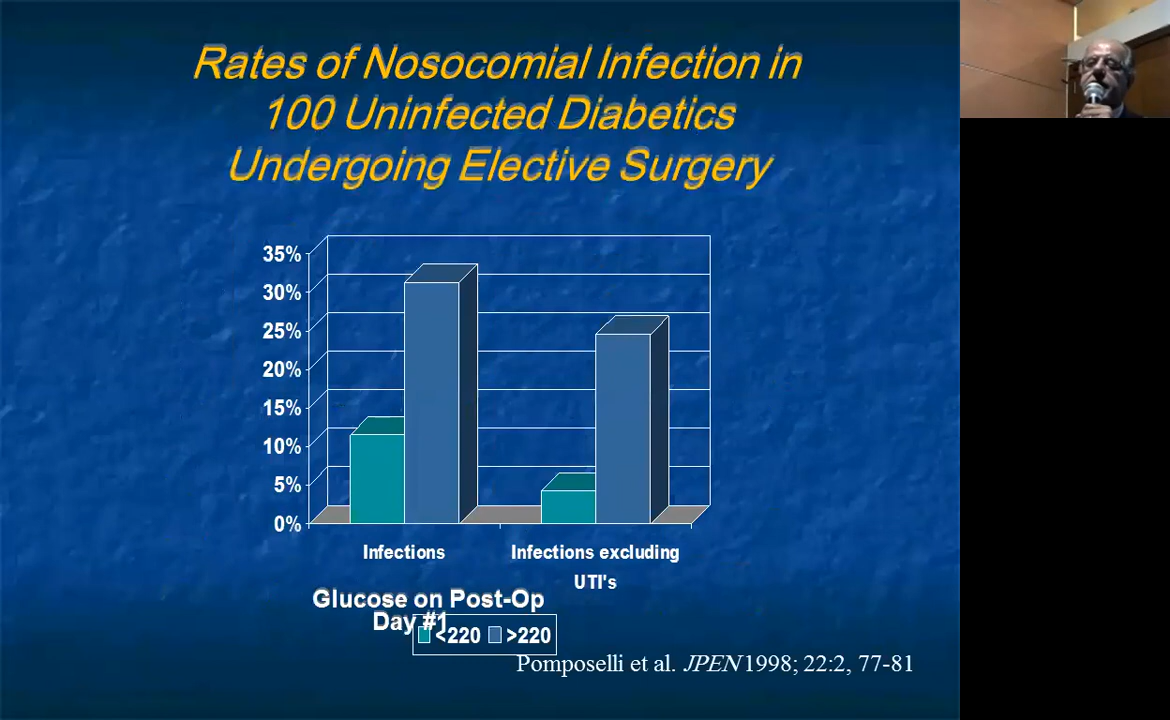 Rates of Nosocomial Infection in
100 Uninfected Diabetics
Undergoing Elective Surgery
35%
30%
25%
20%
15%
10%
5%
0%
Infections
Infections excluding
UTI's
Glucose on Post-Op
Day #1
<220 >220
Pomposelli et al. JPEN 1998; 22:2, 77-81